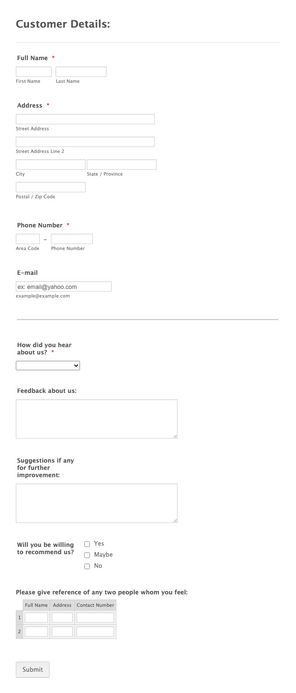 Customer Details:
Full Name *
First Name Last Name
Address *
Street Address
Street Address Line 2
City State / Province
Postal / Zip Code
Phone Number *
-
Area Code Phone Number
E-mail
ex: email@yahoo.com
example@example.com
How did you hear
about us? *
Feedback about us:
Suggestions if any
for further
improvement:
Will you be willing
to recommend us?
Yes
Maybe
No
Please give reference of any two people whom you feel:
Full Name Address Contact Number
1
2
Submit